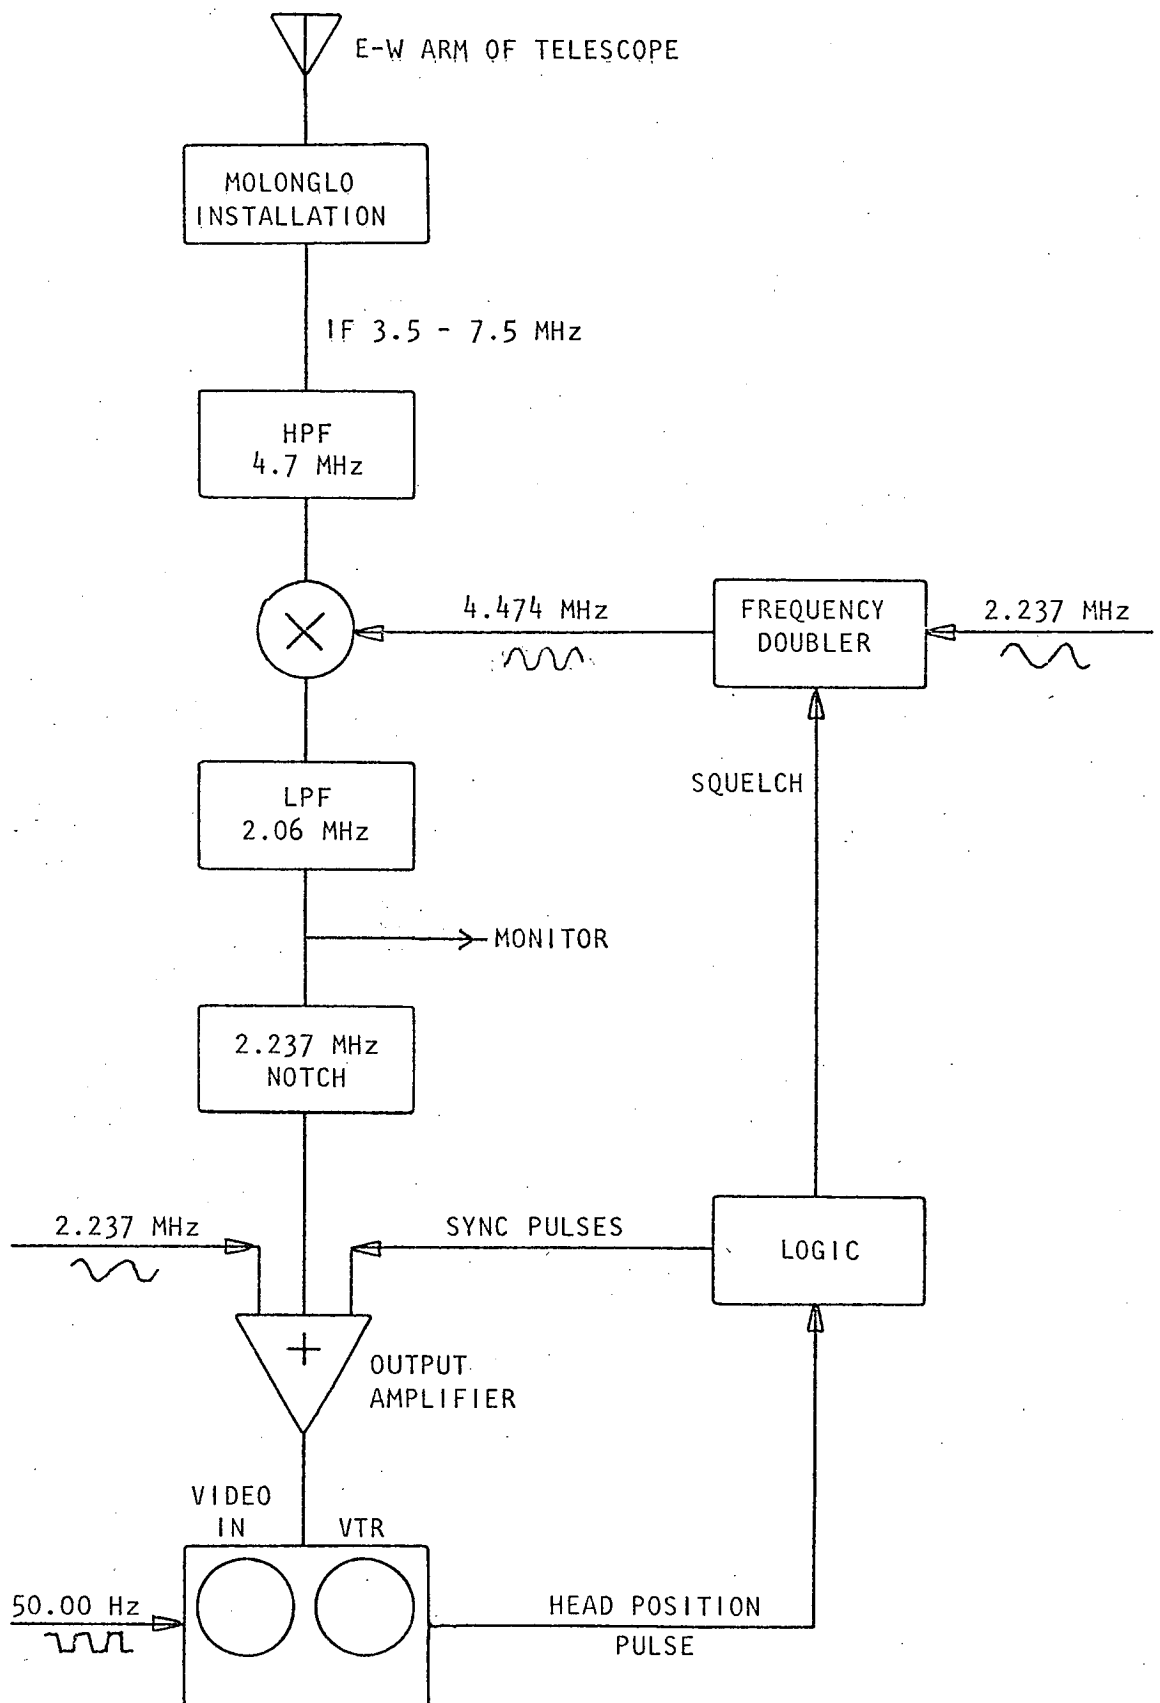 E-W ARM OF TELESCOPE
MOLONGLO
INSTALLATION
IF 3.5 - 7.5 MHz
HPF
4.7 MHz
4.474 MHz
FREQUENCY
DOUBLER
2.237 MHz
SQUELCH
LPF
2.06 MHz
MONITOR
2.237 MHz
NOTCH
2.237 MHz
SYNC PULSES
LOGIC
+
OUTPUT
AMPLIFIER
VIDEO
IN
VTR
50.00 Hz
HEAD POSITION
PULSE